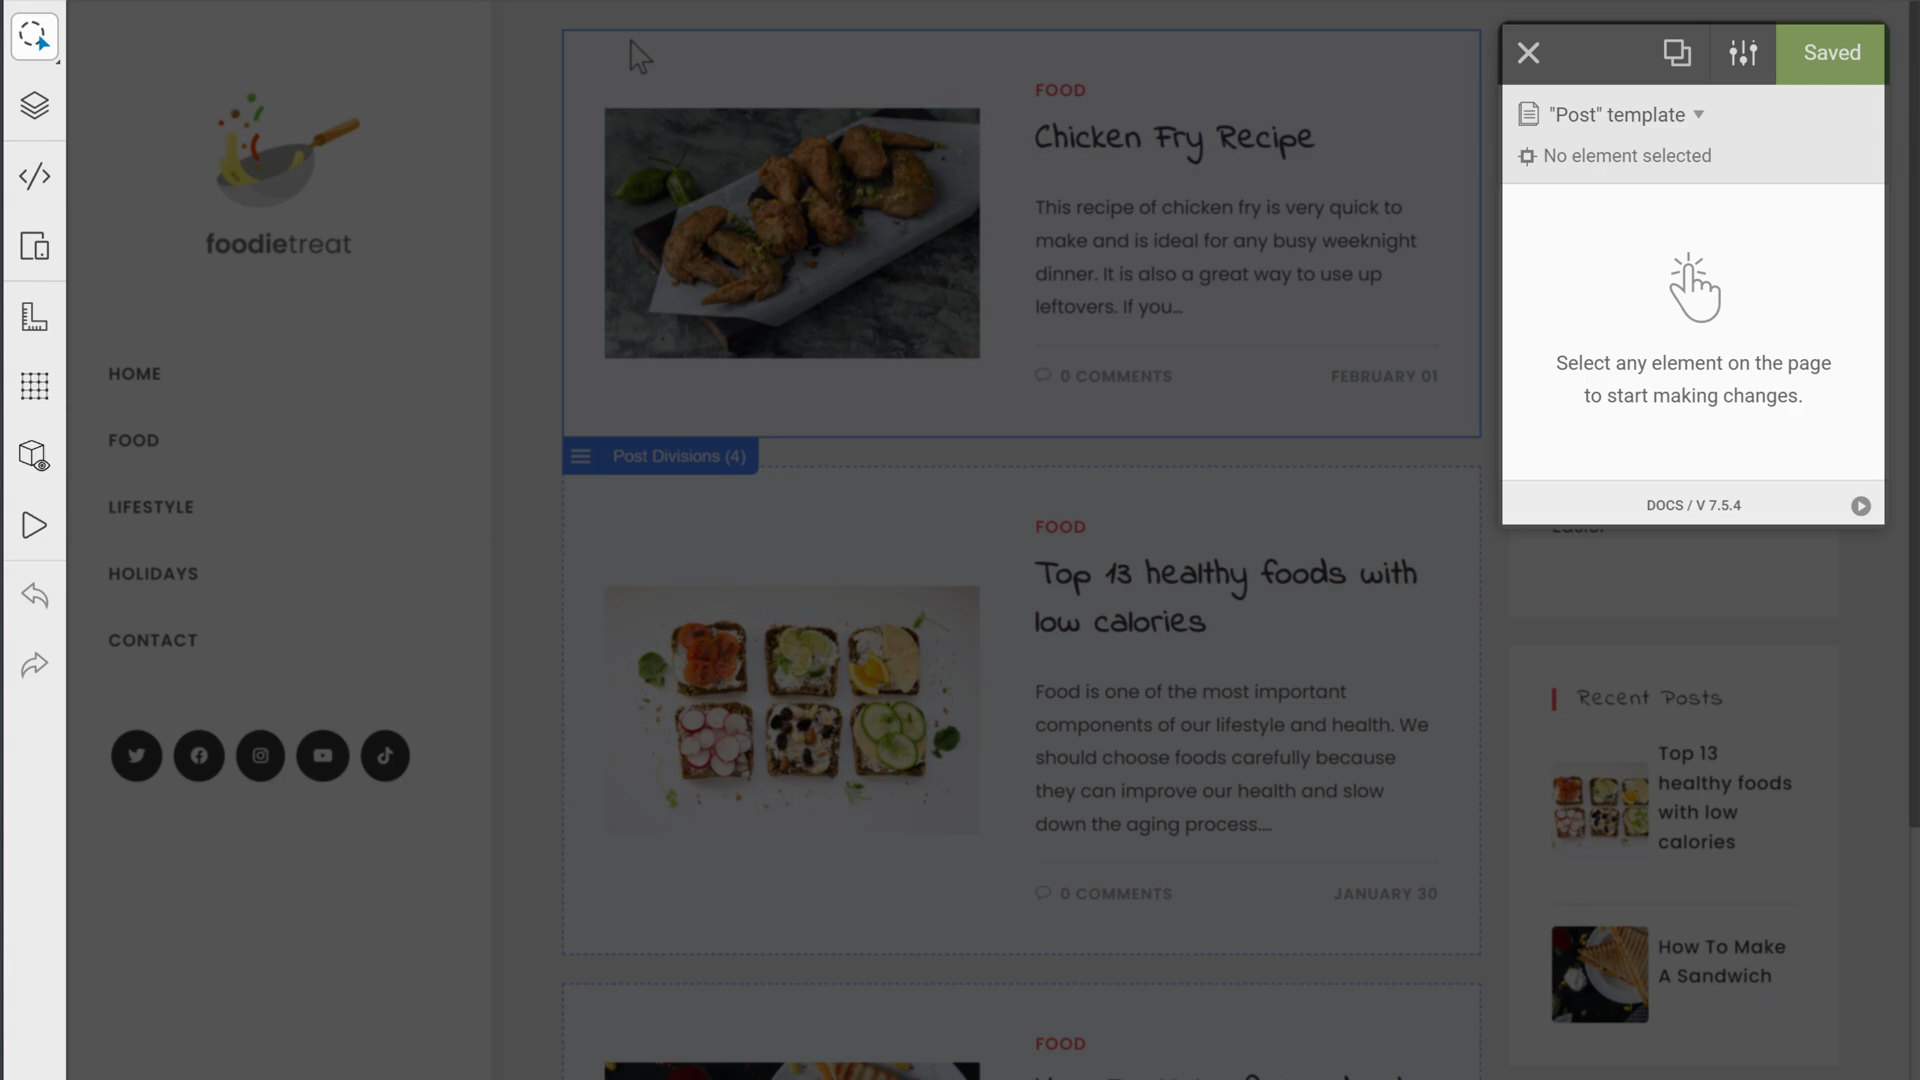 foodietreat
HOME
FOOD
LIFESTYLE
HOLIDAYS
CONTACT
FOOD
Chicken Fry Recipe
This recipe of chicken fry is very quick to
make and is ideal for any busy weeknight
dinner. It is also a great way to use up
leftovers. If you...
0 COMMENTS
FEBRUARY 01
Post Divisions (4)
FOOD
Top 13 healthy foods with
low calories
Food is one of the most important
components of our lifestyle and health. We
should choose foods carefully because
they can improve our health and slow
down the aging process....
0 COMMENTS
JANUARY 30
FOOD
Saved
"Post" template
No element selected
Select any element on the page
to start making changes.
DOCS / V 7.5.4
Recent Posts
Top 13
healthy foods
with low
calories
How To Make
A Sandwich